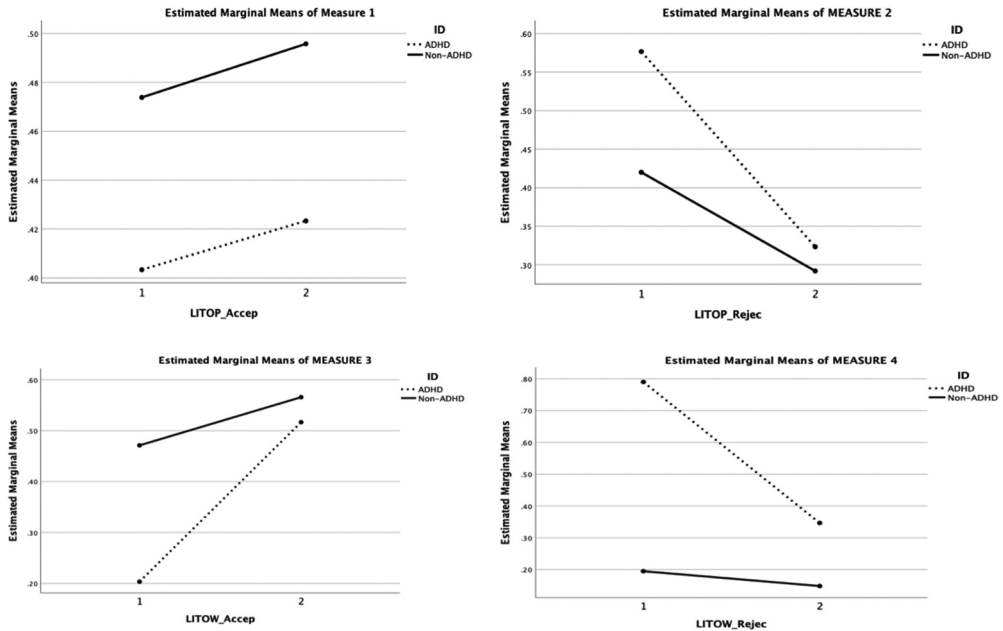 Estimated Marginal Means of Measure 1
ID
ADHD
Non-ADHD
Estimated Marginal Means
.50
.48
.46
.44
.42
.40
1 2
LITOP_Accep
Estimated Marginal Means of MEASURE 2
ID
ADHD
Non-ADHD
Estimated Marginal Means
.60
.55
.50
.45
.40
.35
.30
1 2
LITOP_Rejec
Estimated Marginal Means of MEASURE 3
ID
ADHD
Non-ADHD
Estimated Marginal Means
.60
.50
.40
.30
.20
1 2
LITOW_Accep
Estimated Marginal Means of MEASURE 4
ID
ADHD
Non-ADHD
Estimated Marginal Means
.80
.70
.60
.50
.40
.30
.20
1 2
LITOW_Rejec